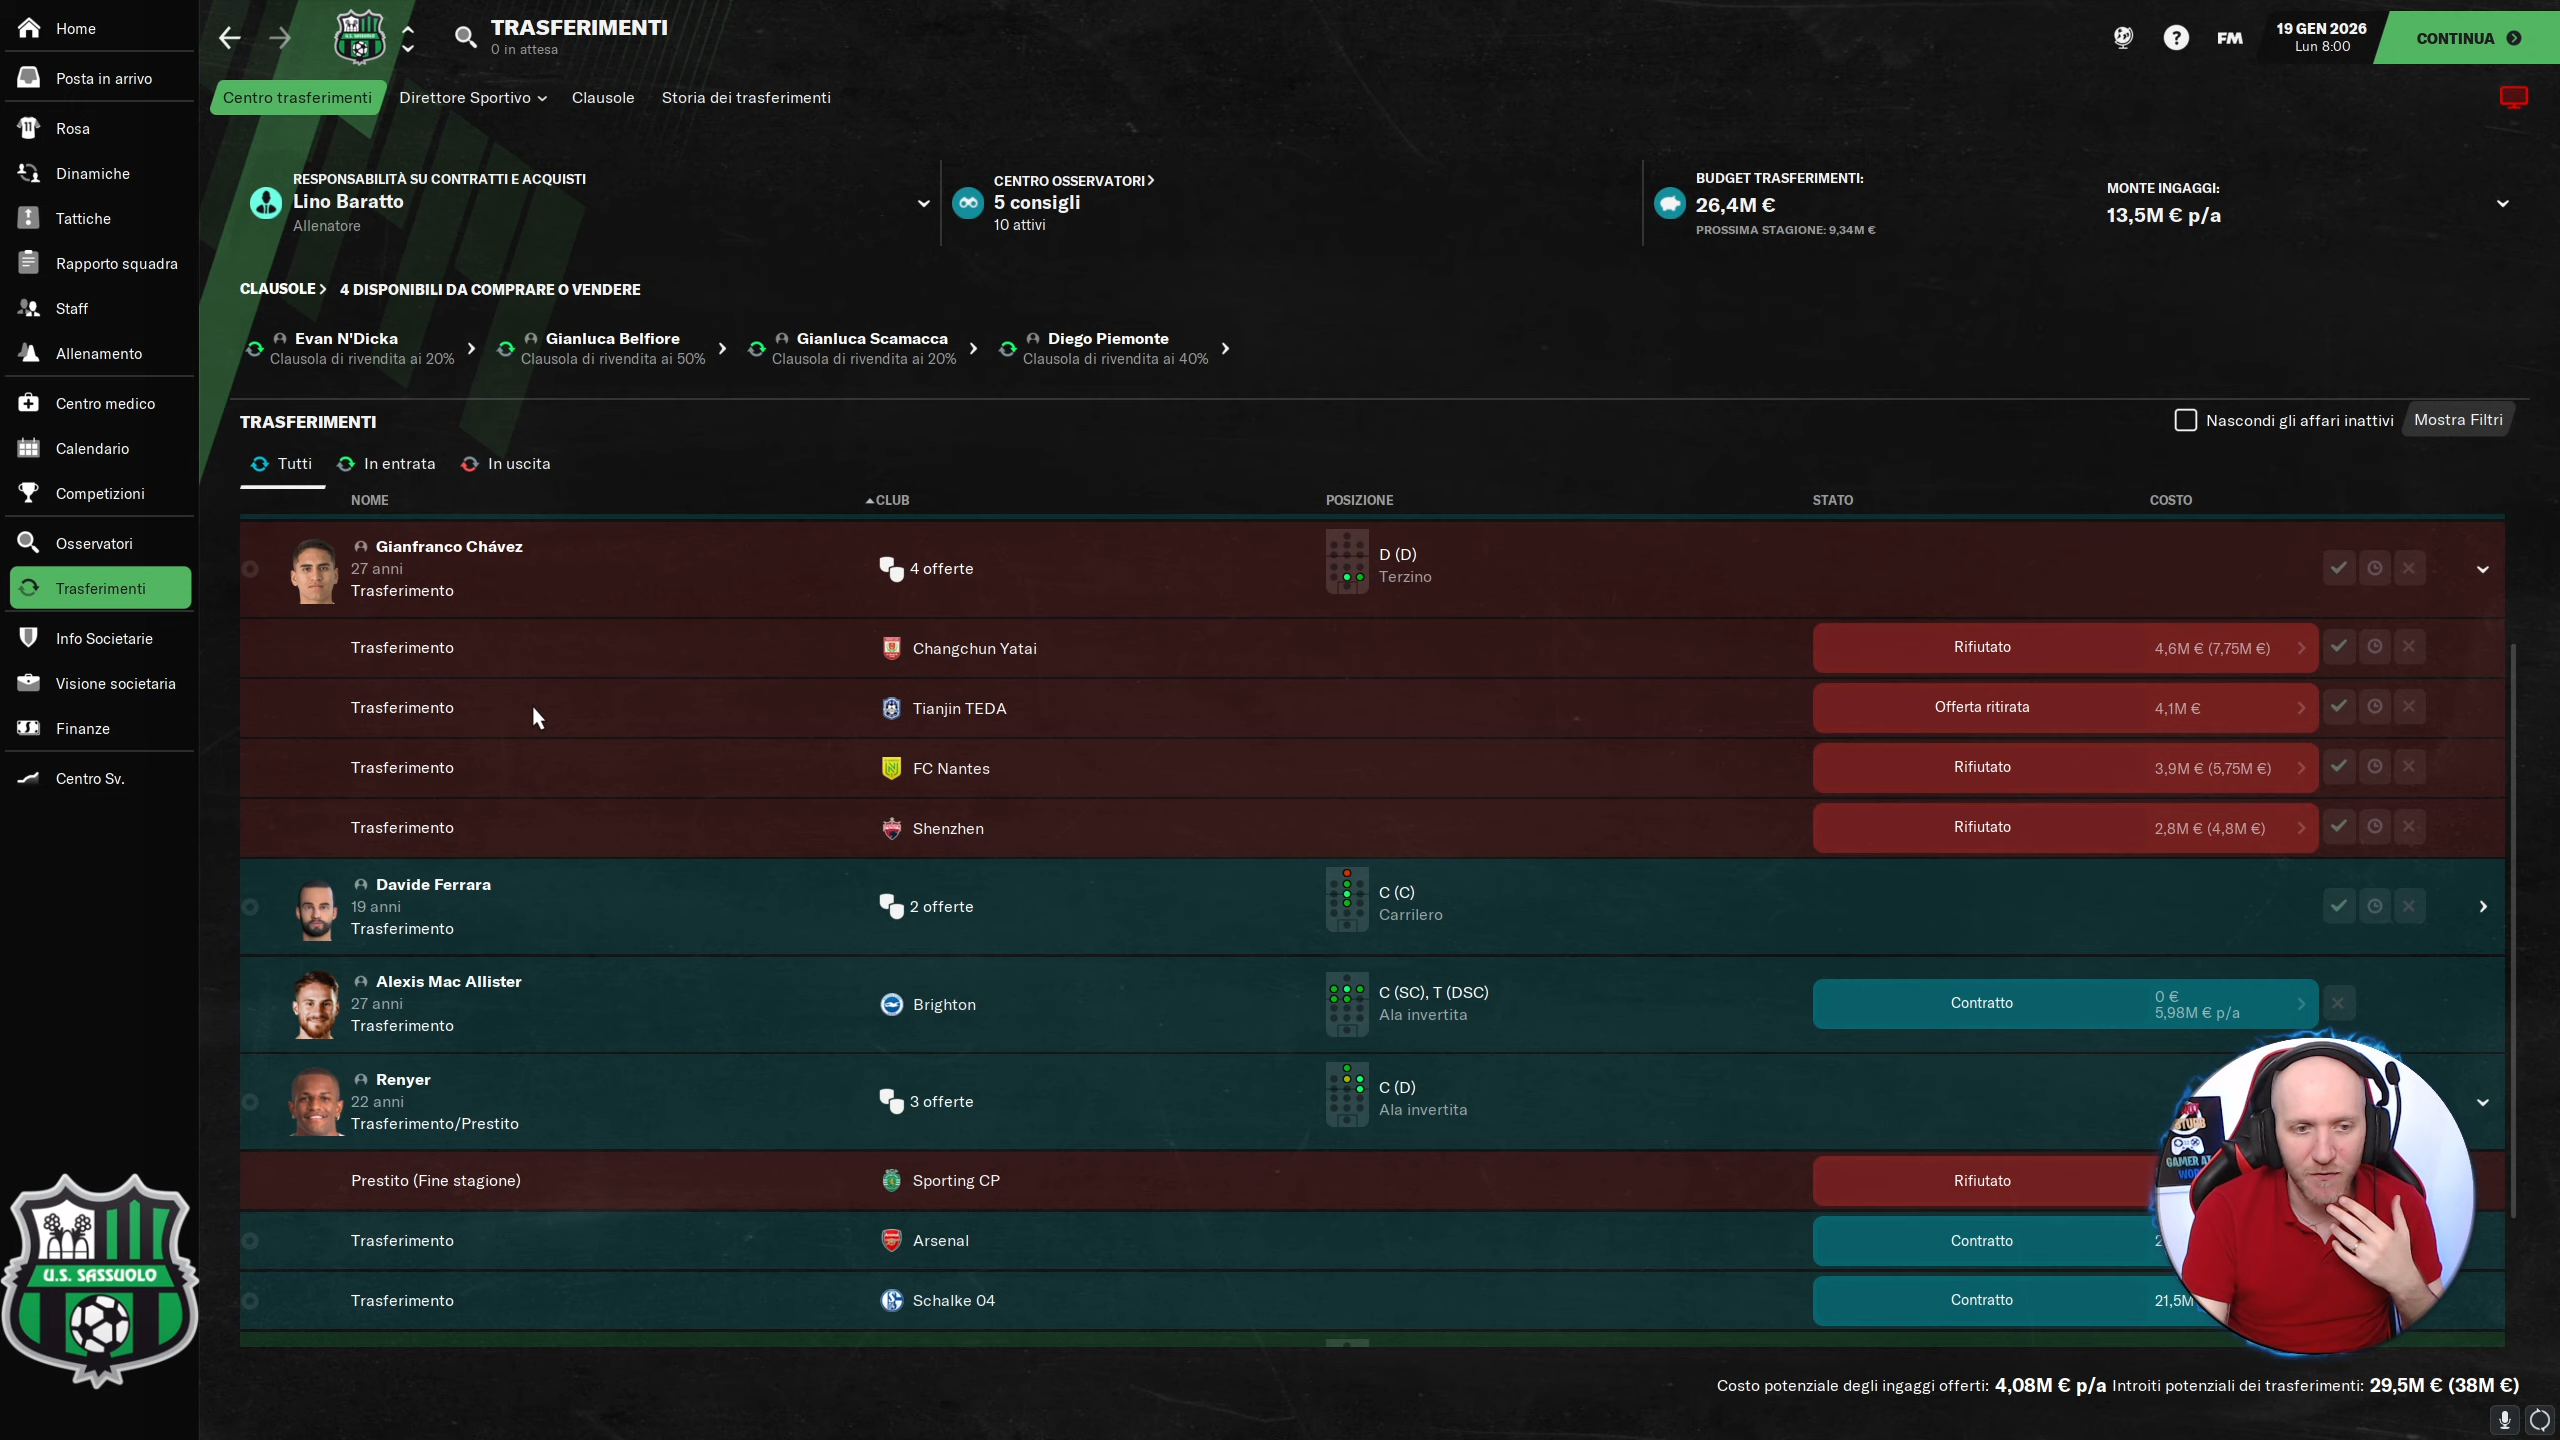 Home
Posta in arrivo
Rosa
Dinamiche
Tattiche
Rapporto squadra
Staff
Allenamento
Centro medico
Calendario
Competizioni
Osservatori
Trasferimenti
Info Societarie
Visione societaria
Finanze
Centro Sv.
U.S. SASSUOLO
TRASFERIMENTI
0 in attesa
FM
19 GEN 2026
Lun 8:00
CONTINUA
Centro trasferimenti
Direttore Sportivo
Clausole
Storia dei trasferimenti
RESPONSABILITÀ SU CONTRATTI E ACQUISTI
Lino Baratto
Allenatore
CENTRO OSSERVATORI
5 consigli
10 attivi
BUDGET TRASFERIMENTI:
26,4M €
PROSSIMA STAGIONE: 9,34M €
MONTE INGAGGI:
13,5M € p/a
CLAUSOLE 4 DISPONIBILI DA COMPRARE O VENDERE
Evan N'Dicka
Clausola di rivendita ai 20%
Gianluca Belfiore
Clausola di rivendita ai 50%
Gianluca Scamacca
Clausola di rivendita ai 20%
Diego Piemonte
Clausola di rivendita ai 40%
TRASFERIMENTI
Nascondi gli affari inattivi
Mostra Filtri
Tutti
In entrata
In uscita
NOME CLUB POSIZIONE STATO COSTO
Gianfranco Chávez
27 anni
Trasferimento
4 offerte
D (D)
Terzino
Trasferimento Changchun Yatai Rifiutato 4,6M € (7,75M €)
Trasferimento Tianjin TEDA Offerta ritirata 4,1M €
Trasferimento FC Nantes Rifiutato 3,9M € (5,75M €)
Trasferimento Shenzhen Rifiutato 2,8M € (4,8M €)
Davide Ferrara
19 anni
Trasferimento
2 offerte
C (C)
Carrilero
Alexis Mac Allister
27 anni
Trasferimento
Brighton
C (SC), T (DSC)
Ala invertita
Contratto
0 €
5,98M € p/a
Renyer
22 anni
Trasferimento/Prestito
3 offerte
C (D)
Ala invertita
Prestito (Fine stagione) Sporting CP Rifiutato
Trasferimento Arsenal Contratto
Trasferimento Schalke 04 Contratto 21,5M
GAMER AT
Costo potenziale degli ingaggi offerti: 4,08M € p/a Introiti potenziali dei trasferimenti: 29,5M € (38M €)